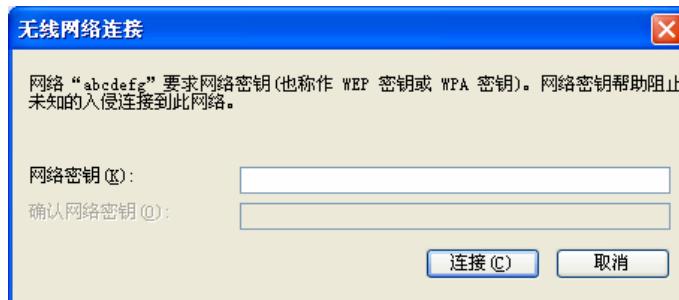 无线网络连接
网络“abcdefg”要求网络密钥(也称作 WEP 密钥或 WPA 密钥)。网络密钥帮助阻止
未知的入侵连接到此网络。
网络密钥(K):
确认网络密钥(O):
连接(C)
取消